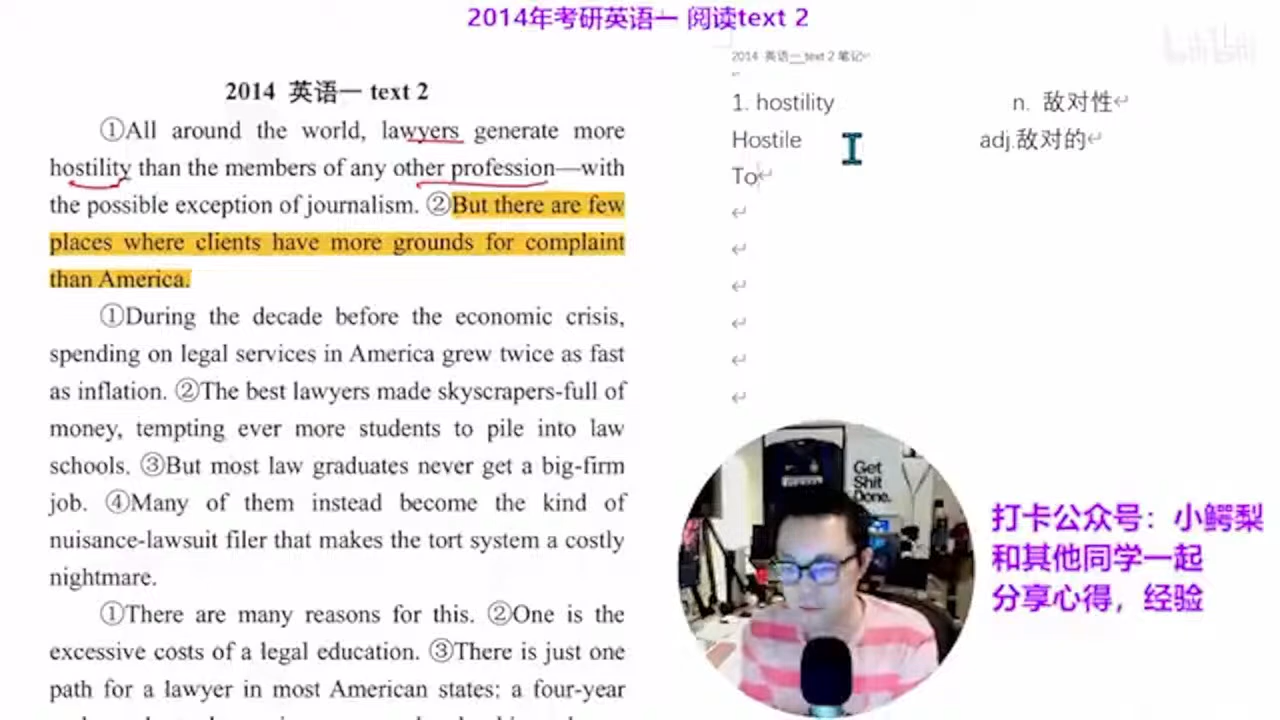 2014年考研英语一 阅读text 2
2014 英语一 text 2
①All around the world, lawyers generate more
hostility than the members of any other profession—with
the possible exception of journalism. ②But there are few
places where clients have more grounds for complaint
than America.
①During the decade before the economic crisis,
spending on legal services in America grew twice as fast
as inflation. ②The best lawyers made skyscrapers-full of
money, tempting ever more students to pile into law
schools. ③But most law graduates never get a big-firm
job. ④Many of them instead become the kind of
nuisance-lawsuit filer that makes the tort system a costly
nightmare.
①There are many reasons for this. ②One is the
excessive costs of a legal education. ③There is just one
path for a lawyer in most American states: a four-year
2014 英语一 text 2 笔记
1. hostility n. 敌对性
Hostile adj.敌对的
To
Get
Shit
Done.
打卡公众号：小鳄梨
和其他同学一起
分享心得，经验
bilibili